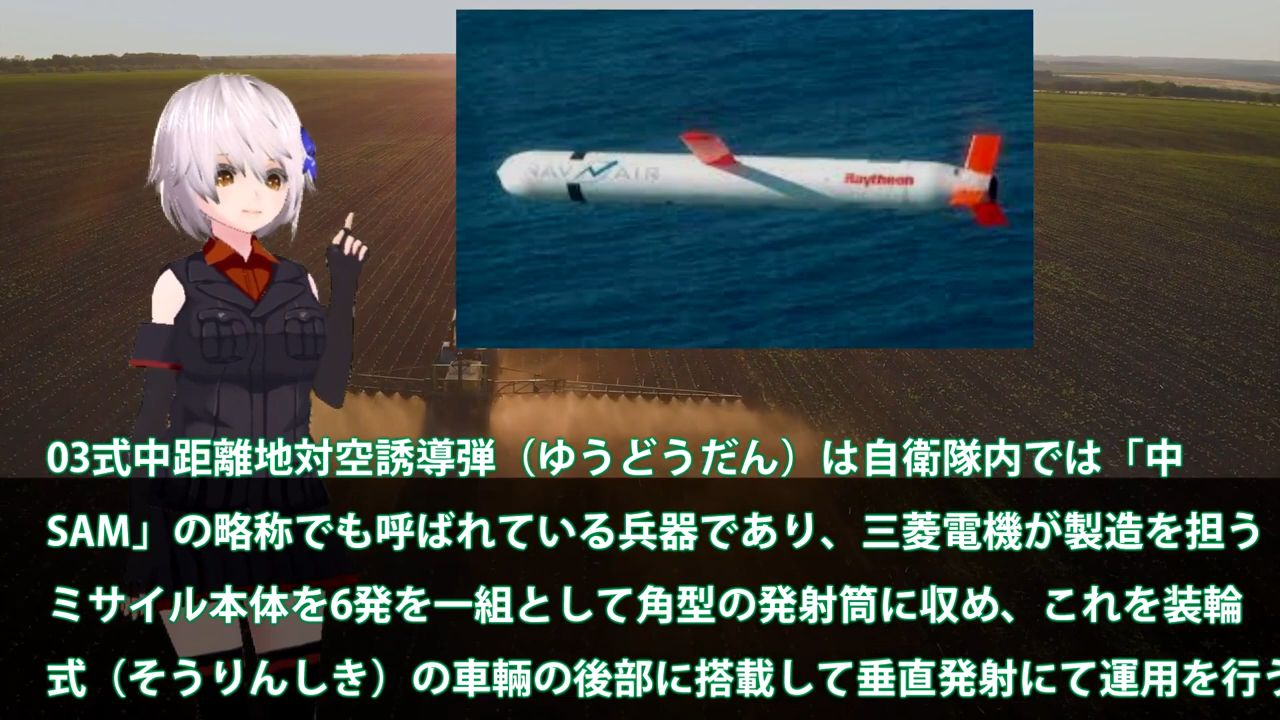 NAV AIR
Raytheon
03式中距離地対空誘導弾（ゆうどうだん）は自衛隊内では「中
SAM」の略称でも呼ばれている兵器であり、三菱電機が製造を担う
ミサイル本体を6発を一組として角型の発射筒に収め、これを装輪
式（そうりんしき）の車輛の後部に搭載して垂直発射にて運用を行う